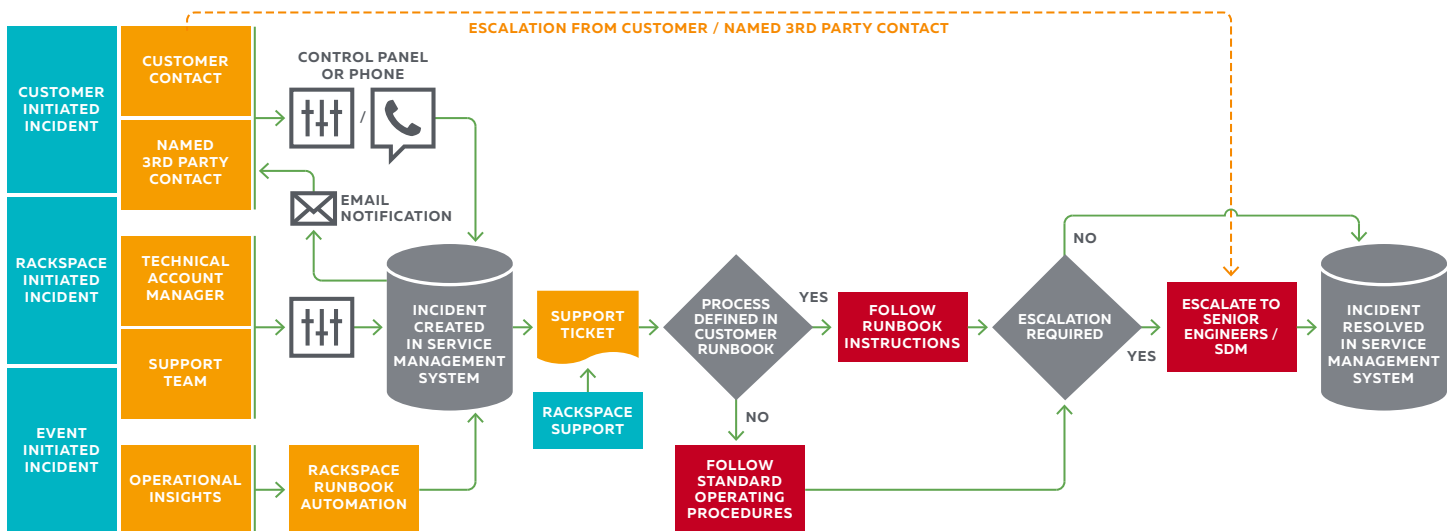 ESCALATION FROM CUSTOMER / NAMED 3RD PARTY CONTACT
CUSTOMER
INITIATED
INCIDENT
CUSTOMER
CONTACT
NAMED
3RD PARTY
CONTACT
CONTROL PANEL
OR PHONE
/
EMAIL
NOTIFICATION
RACKSPACE
INITIATED
INCIDENT
TECHNICAL
ACCOUNT
MANAGER
SUPPORT
TEAM
EVENT
INITIATED
INCIDENT
OPERATIONAL
INSIGHTS
RACKSPACE
RUNBOOK
AUTOMATION
INCIDENT
CREATED
IN SERVICE
MANAGEMENT
SYSTEM
SUPPORT
TICKET
RACKSPACE
SUPPORT
PROCESS
DEFINED IN
CUSTOMER
RUNBOOK
YES
FOLLOW
RUNBOOK
INSTRUCTIONS
NO
FOLLOW
STANDARD
OPERATING
PROCEDURES
ESCALATION
REQUIRED
NO
YES
ESCALATE TO
SENIOR
ENGINEERS /
SDM
INCIDENT
RESOLVED
IN SERVICE
MANAGEMENT
SYSTEM